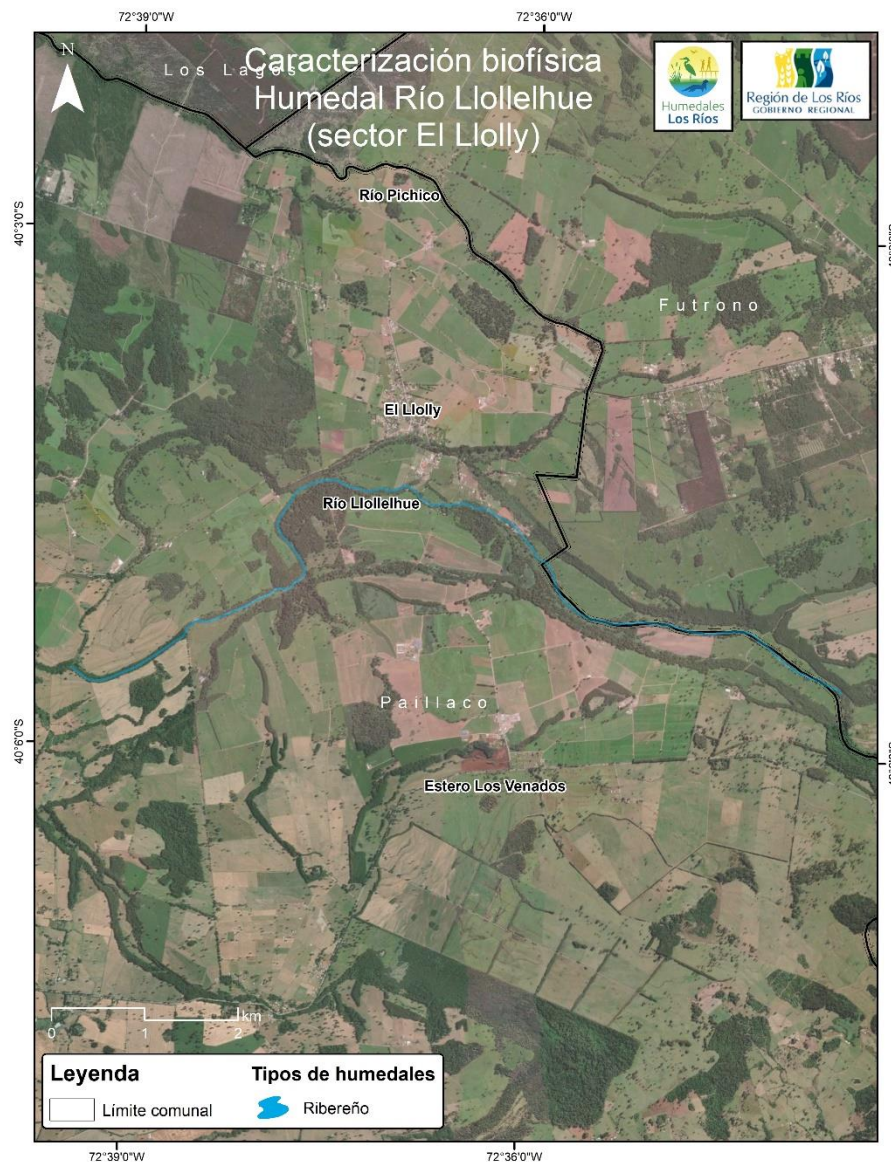 72°39'0"W
72°36'0"W
N
Los Lagos
Caracterización biofísica
Humedal Río Llollelhue
(sector El Llolly)
Humedales
Los Ríos
Región de Los Ríos
GOBIERNO REGIONAL
Río Pichico
40°3'0"S
Futrono
El Llolly
Río Llollelhue
Paillaco
40°6'0"S
Estero Los Venados
km
0 1 2
Leyenda
Límite comunal
Tipos de humedales
Ribereño
72°39'0"W
72°36'0"W